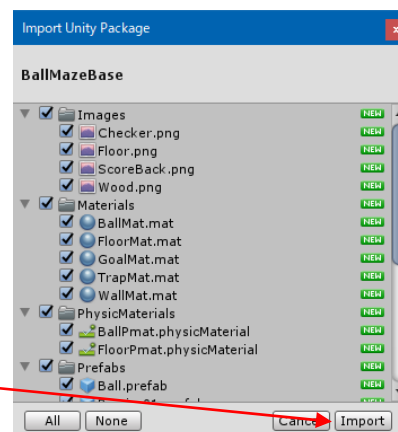 Import Unity Package
BallMazeBase
Images NEW
Checker.png NEW
Floor.png NEW
ScoreBack.png NEW
Wood.png NEW
Materials NEW
BallMat.mat NEW
FloorMat.mat NEW
GoalMat.mat NEW
TrapMat.mat NEW
WallMat.mat NEW
PhysicMaterials NEW
BallPmat.physicMaterial NEW
FloorPmat.physicMaterial NEW
Prefabs NEW
Ball.prefab NEW
All None Cancel Import